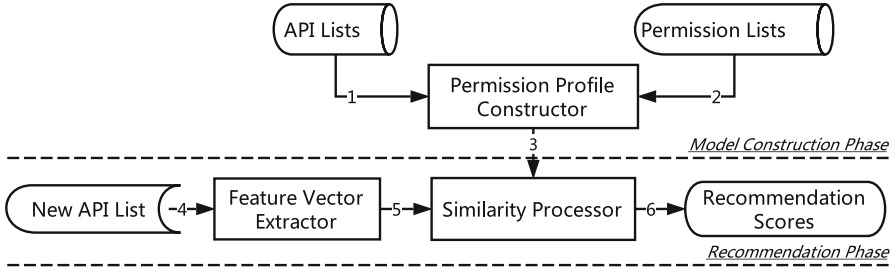 API Lists
Permission Lists
1
Permission Profile
Constructor
2
3
Model Construction Phase
New API List
4
Feature Vector
Extractor
5
Similarity Processor
6
Recommendation
Scores
Recommendation Phase